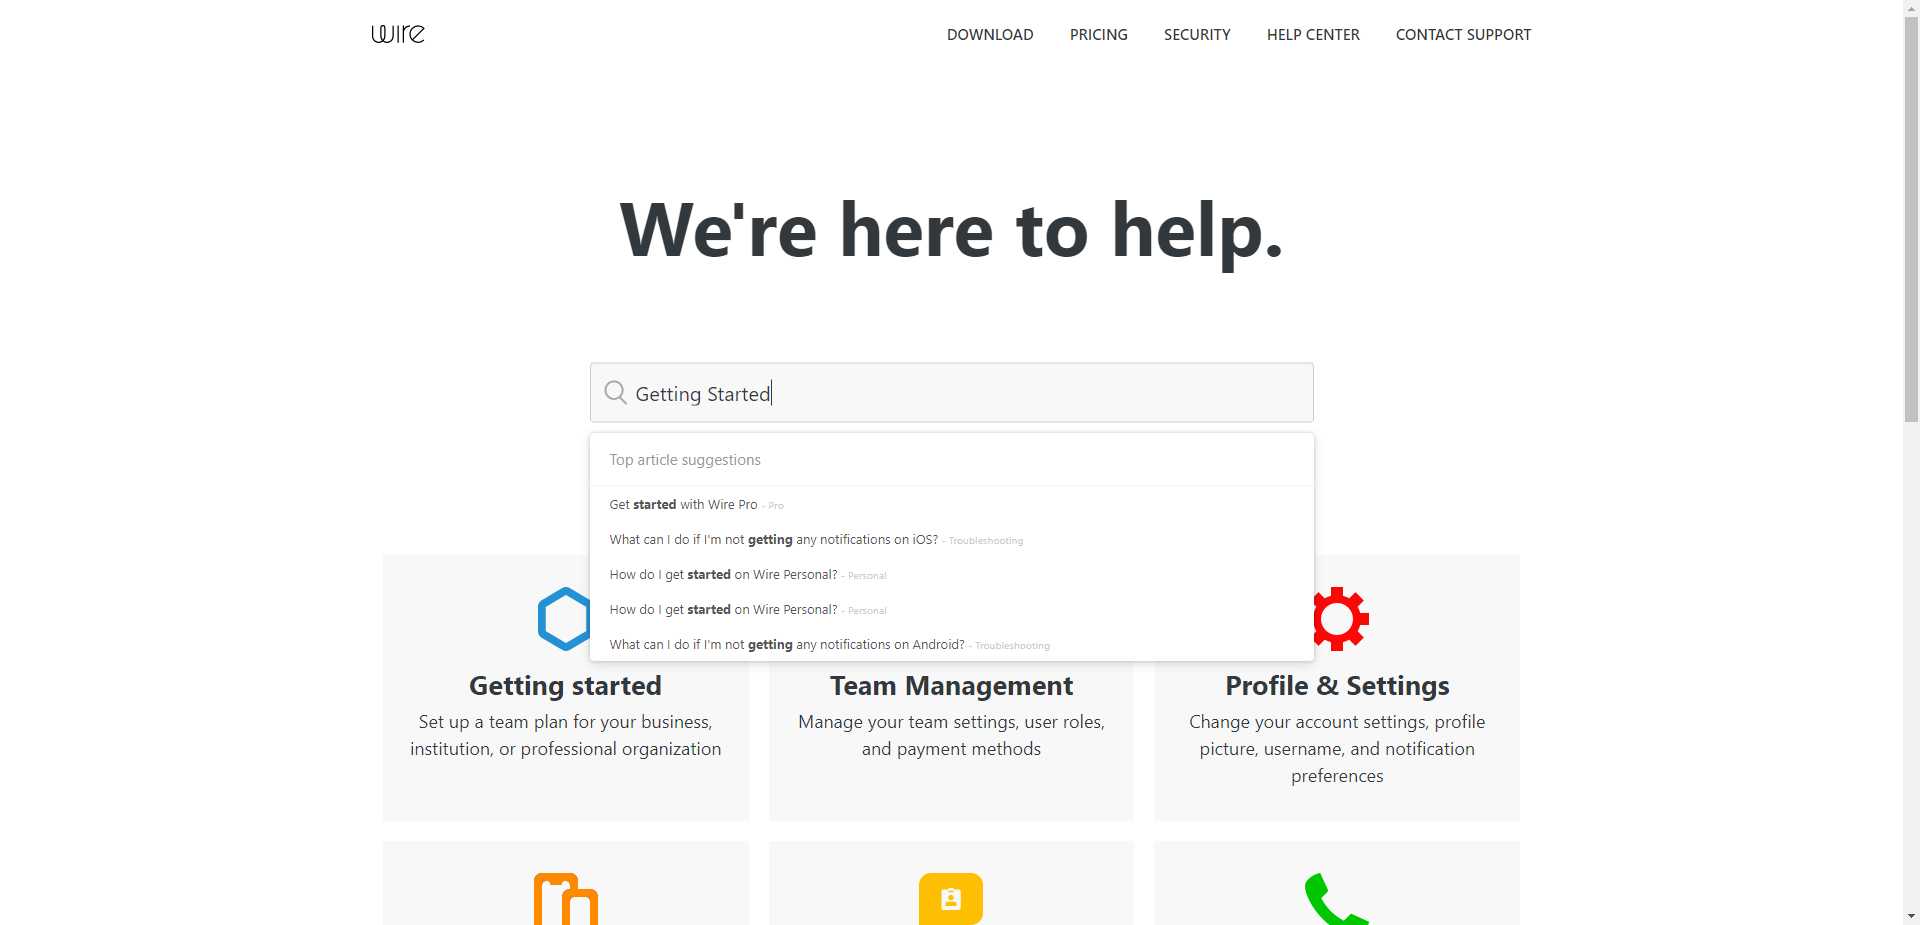 wire
DOWNLOAD PRICING SECURITY HELP CENTER CONTACT SUPPORT
We're here to help.
Getting Started
Top article suggestions
Get started with Wire Pro - Pro
What can I do if I'm not getting any notifications on iOS? - Troubleshooting
How do I get started on Wire Personal? - Personal
How do I get started on Wire Personal? - Personal
What can I do if I'm not getting any notifications on Android? - Troubleshooting
Getting started
Set up a team plan for your business,
institution, or professional organization
Team Management
Manage your team settings, user roles,
and payment methods
Profile & Settings
Change your account settings, profile
picture, username, and notification
preferences